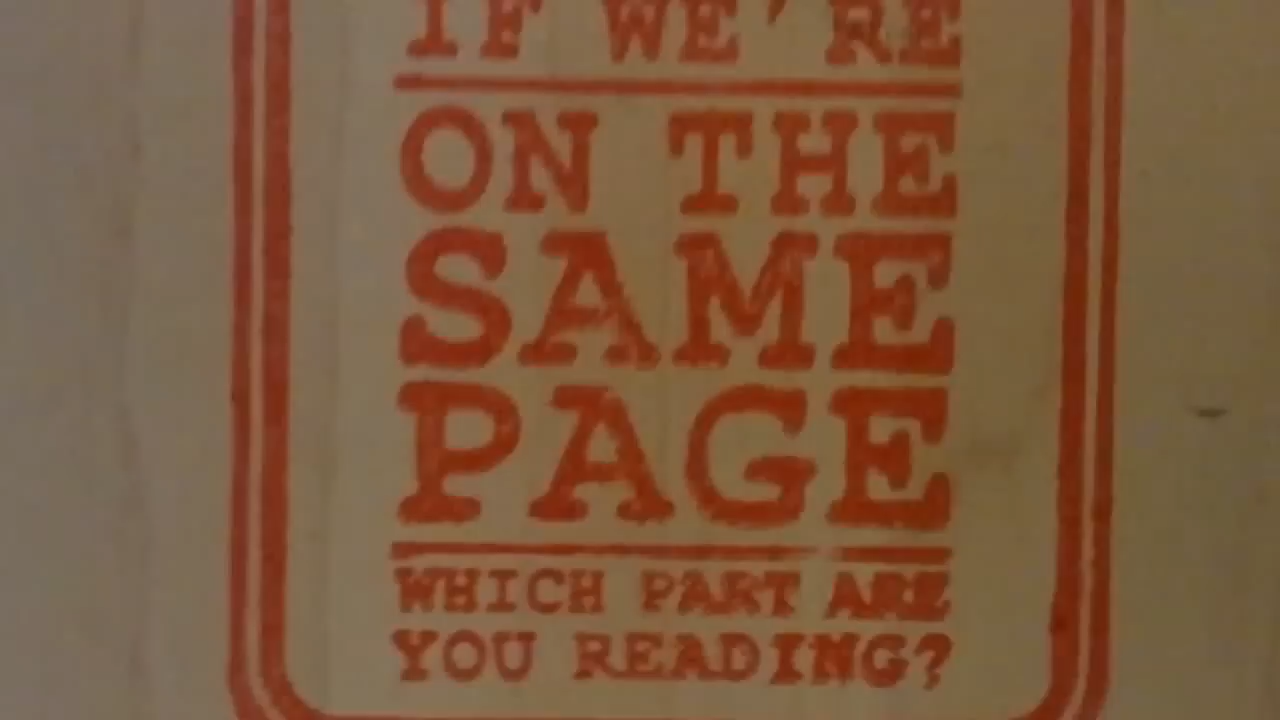 IF WE'RE
ON THE
SAME
PAGE
WHICH PART ARE
YOU READING?